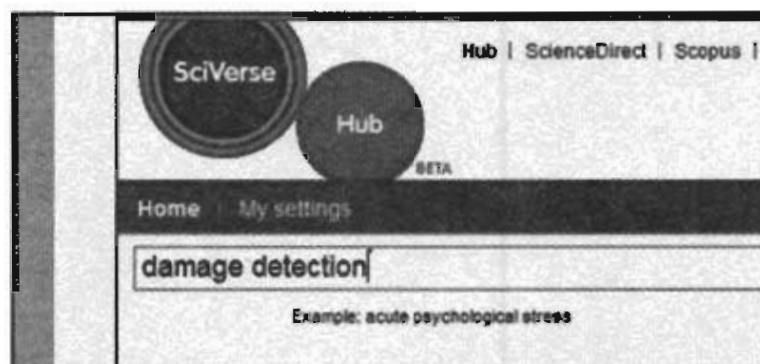 SciVerse
Hub
BETA
Hub | ScienceDirect | Scopus |
Home | My settings
damage detection
Example: acute psychological stress